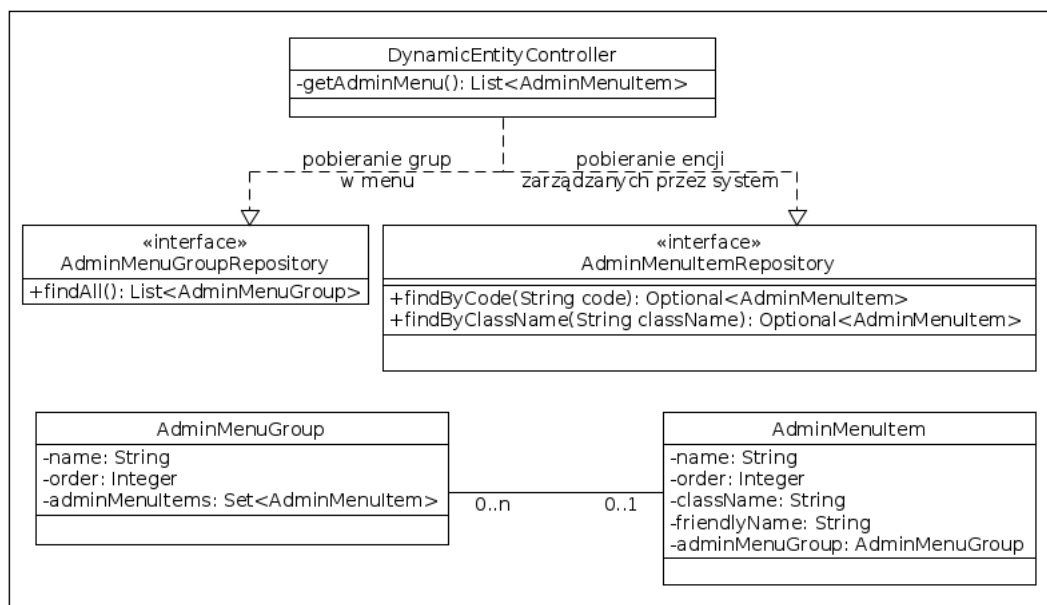 DynamicEntityController
-getAdminMenu(): List<AdminMenuItem>
pobieranie grup
w menu
pobieranie encji
zarządzanych przez system
«interface»
AdminMenuGroupRepository
+findAll(): List<AdminMenuGroup>
«interface»
AdminMenuItemRepository
+findByCode(String code): Optional<AdminMenuItem>
+findByClassName(String className): Optional<AdminMenuItem>
AdminMenuGroup
-name: String
-order: Integer
-adminMenuItems: Set<AdminMenuItem>
0..n
0..1
AdminMenuItem
-name: String
-order: Integer
-className: String
-friendlyName: String
-adminMenuGroup: AdminMenuGroup